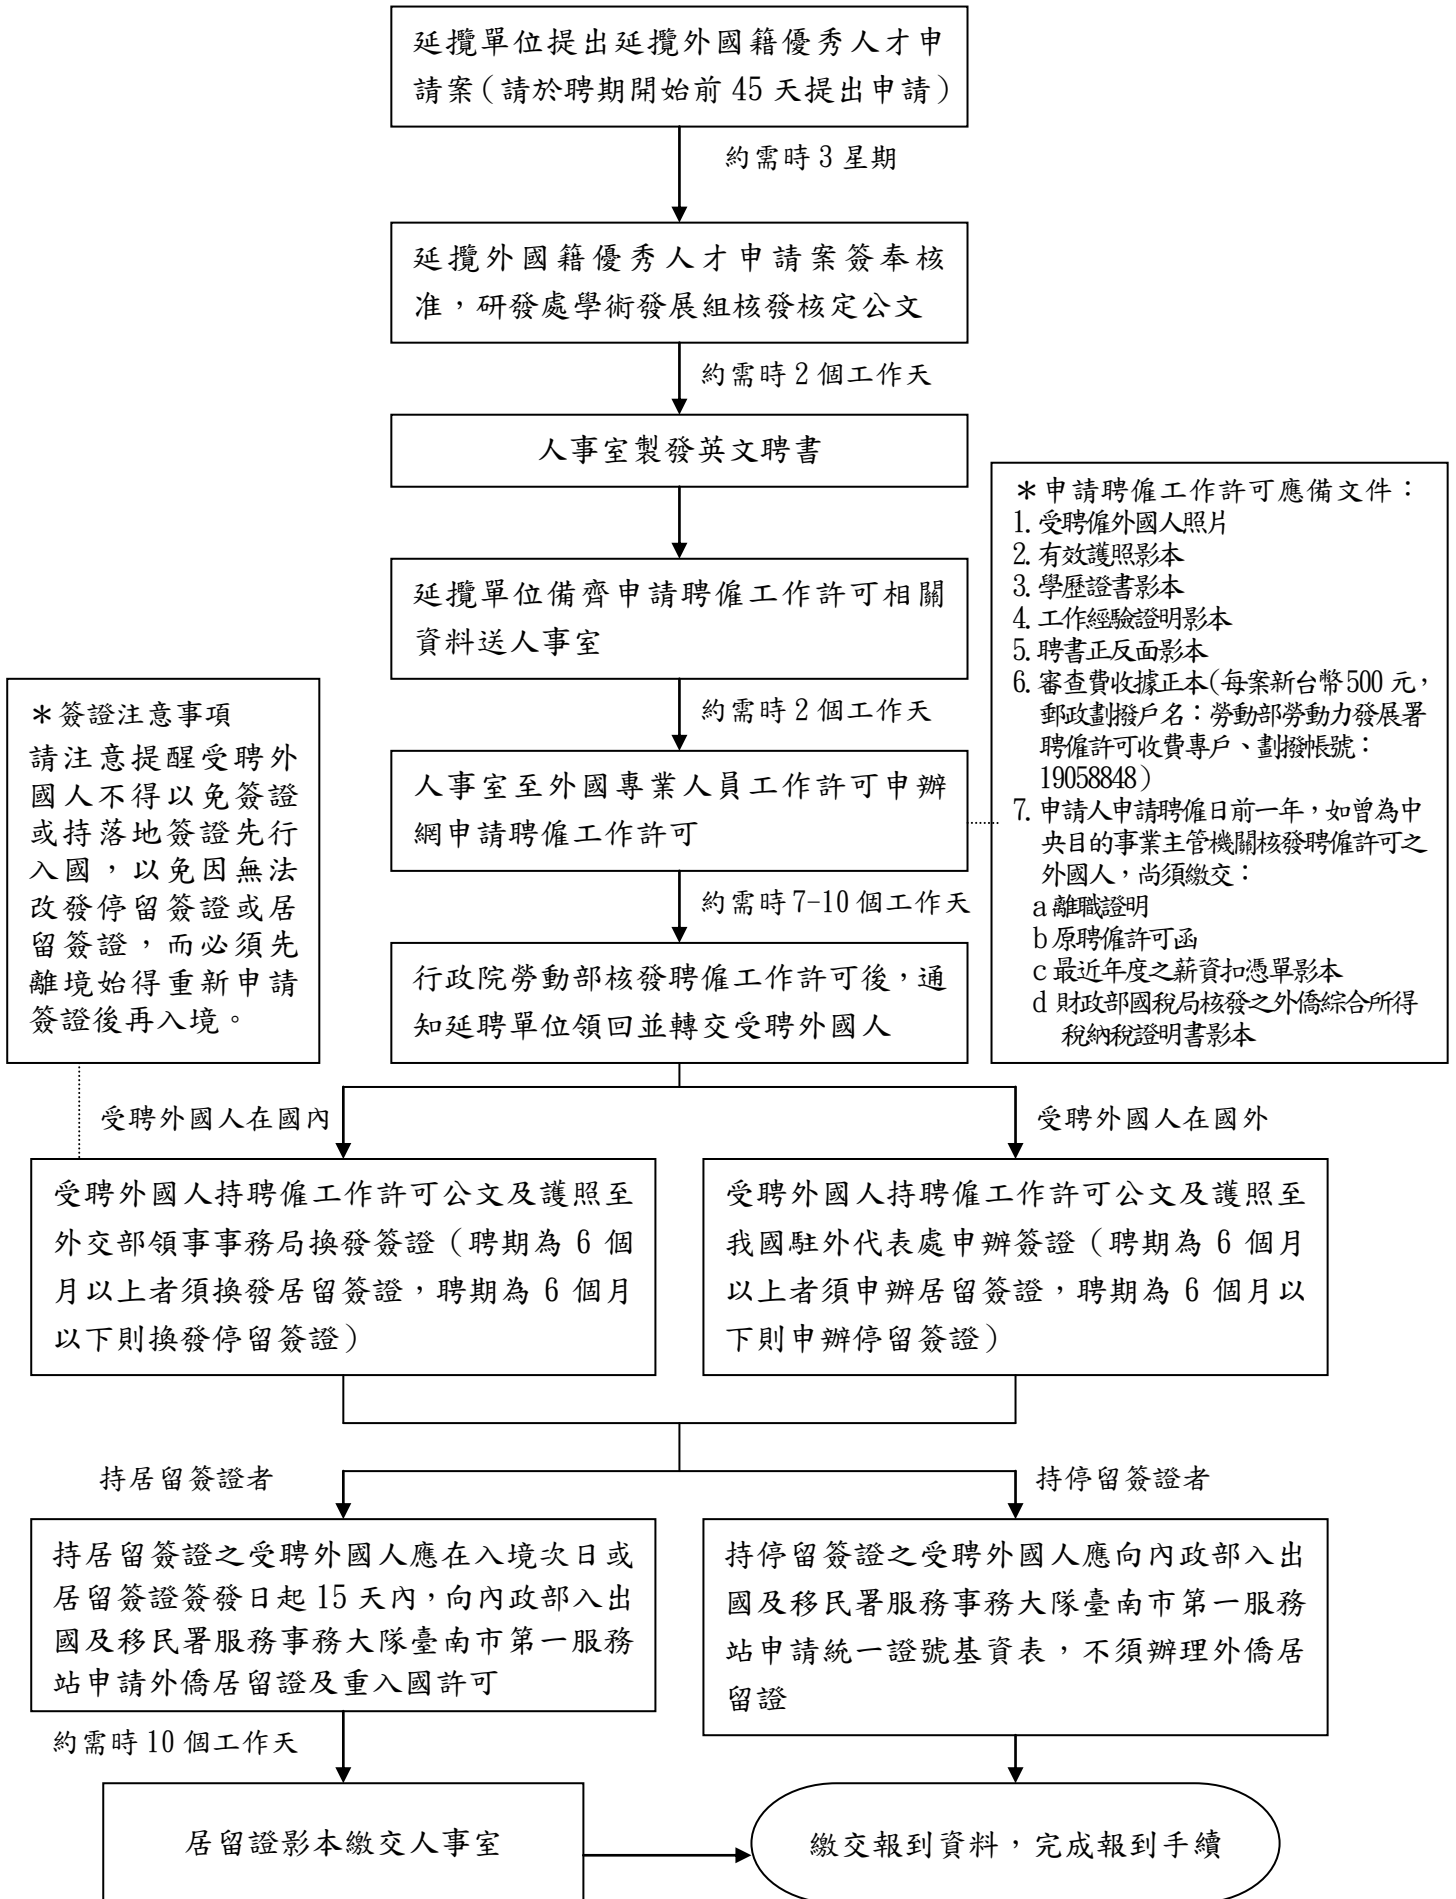 延攬單位提出延攬外國籍優秀人才申
請案(請於聘期開始前 45 天提出申請)
約需時 3 星期
延攬外國籍優秀人才申請案簽奉核
准，研發處學術發展組核發核定公文
約需時 2 個工作天
人事室製發英文聘書
延攬單位備齊申請聘僱工作許可相關
資料送人事室
約需時 2 個工作天
人事室至外國專業人員工作許可申辦
網申請聘僱工作許可
約需時 7-10 個工作天
行政院勞動部核發聘僱工作許可後，通
知延聘單位領回並轉交受聘外國人
＊申請聘僱工作許可應備文件：
1. 受聘僱外國人照片
2. 有效護照影本
3. 學歷證書影本
4. 工作經驗證明影本
5. 聘書正反面影本
6. 審查費收據正本(每案新台幣 500 元，
郵政劃撥戶名：勞動部勞動力發展署
聘僱許可收費專戶、劃撥帳號：
19058848)
7. 申請人申請聘僱日前一年，如曾為中
央目的事業主管機關核發聘僱許可之
外國人，尚須繳交：
a 離職證明
b 原聘僱許可函
c 最近年度之薪資扣憑單影本
d 財政部國稅局核發之外僑綜合所得
稅納稅證明書影本
＊簽證注意事項
請注意提醒受聘外
國人不得以免簽證
或持落地簽證先行
入國，以免因無法
改發停留簽證或居
留簽證，而必須先
離境始得重新申請
簽證後再入境。
受聘外國人在國內
受聘外國人在國外
受聘外國人持聘僱工作許可公文及護照至
外交部領事事務局換發簽證（聘期為 6 個
月以上者須換發居留簽證，聘期為 6 個月
以下則換發停留簽證）
受聘外國人持聘僱工作許可公文及護照至
我國駐外代表處申辦簽證（聘期為 6 個月
以上者須申辦居留簽證，聘期為 6 個月以
下則申辦停留簽證）
持居留簽證者
持停留簽證者
持居留簽證之受聘外國人應在入境次日或
居留簽證簽發日起 15 天內，向內政部入出
國及移民署服務事務大隊臺南市第一服務
站申請外僑居留證及重入國許可
持停留簽證之受聘外國人應向內政部入出
國及移民署服務事務大隊臺南市第一服務
站申請統一證號基資表，不須辦理外僑居
留證
約需時 10 個工作天
居留證影本繳交人事室
繳交報到資料，完成報到手續